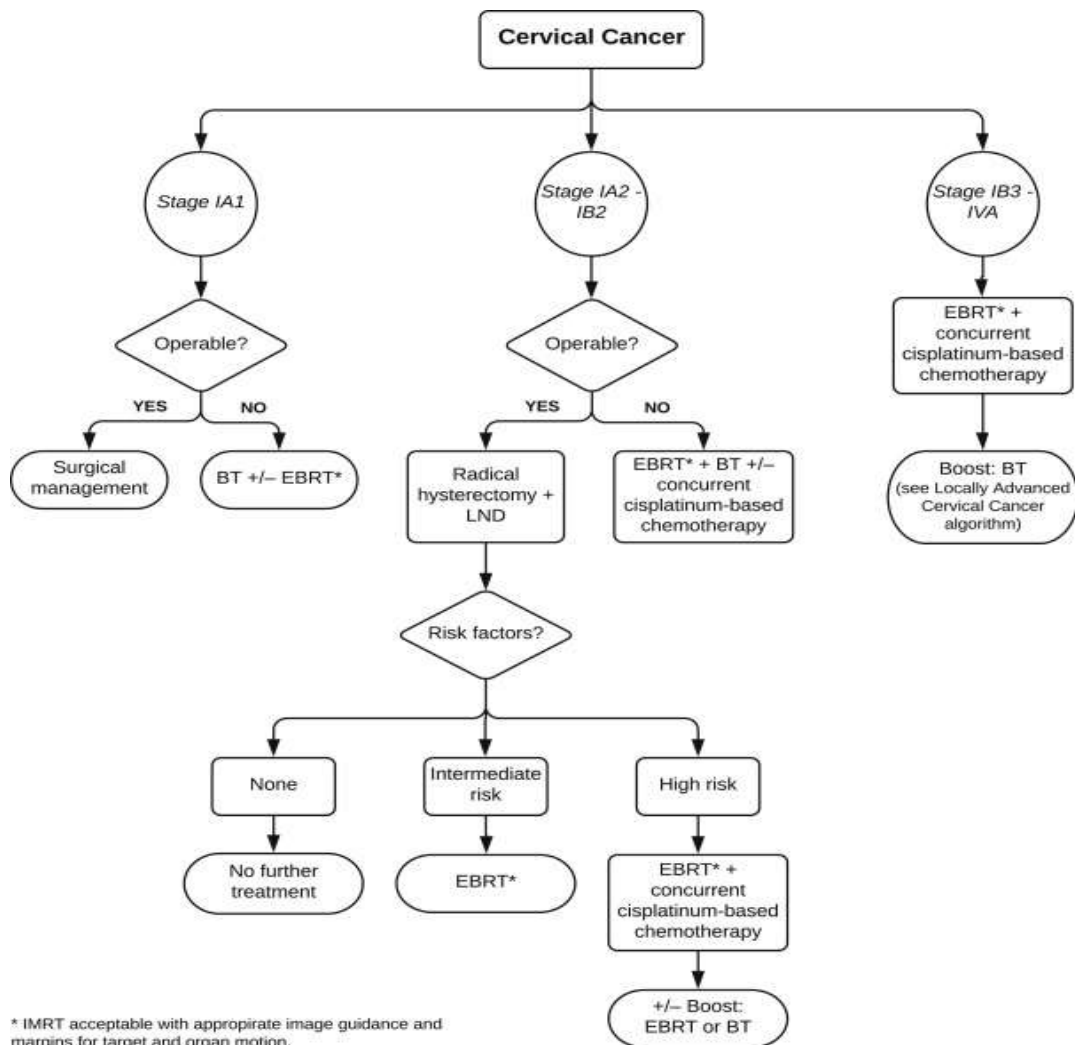 Cervical Cancer
Stage IA1
Stage IA2 -
IB2
Stage IB3 -
IVA
Operable?
YES
NO
Surgical
management
BT +/– EBRT*
Operable?
YES
NO
Radical
hysterectomy +
LND
EBRT* + BT +/–
concurrent
cisplatinum-based
chemotherapy
EBRT* +
concurrent
cisplatinum-based
chemotherapy
Boost: BT
(see Locally Advanced
Cervical Cancer
algorithm)
Risk factors?
None
Intermediate
risk
High risk
No further
treatment
EBRT*
EBRT* +
concurrent
cisplatinum-based
chemotherapy
+/– Boost:
EBRT or BT
* IMRT acceptable with appropirate image guidance and
margins for target and organ motion.